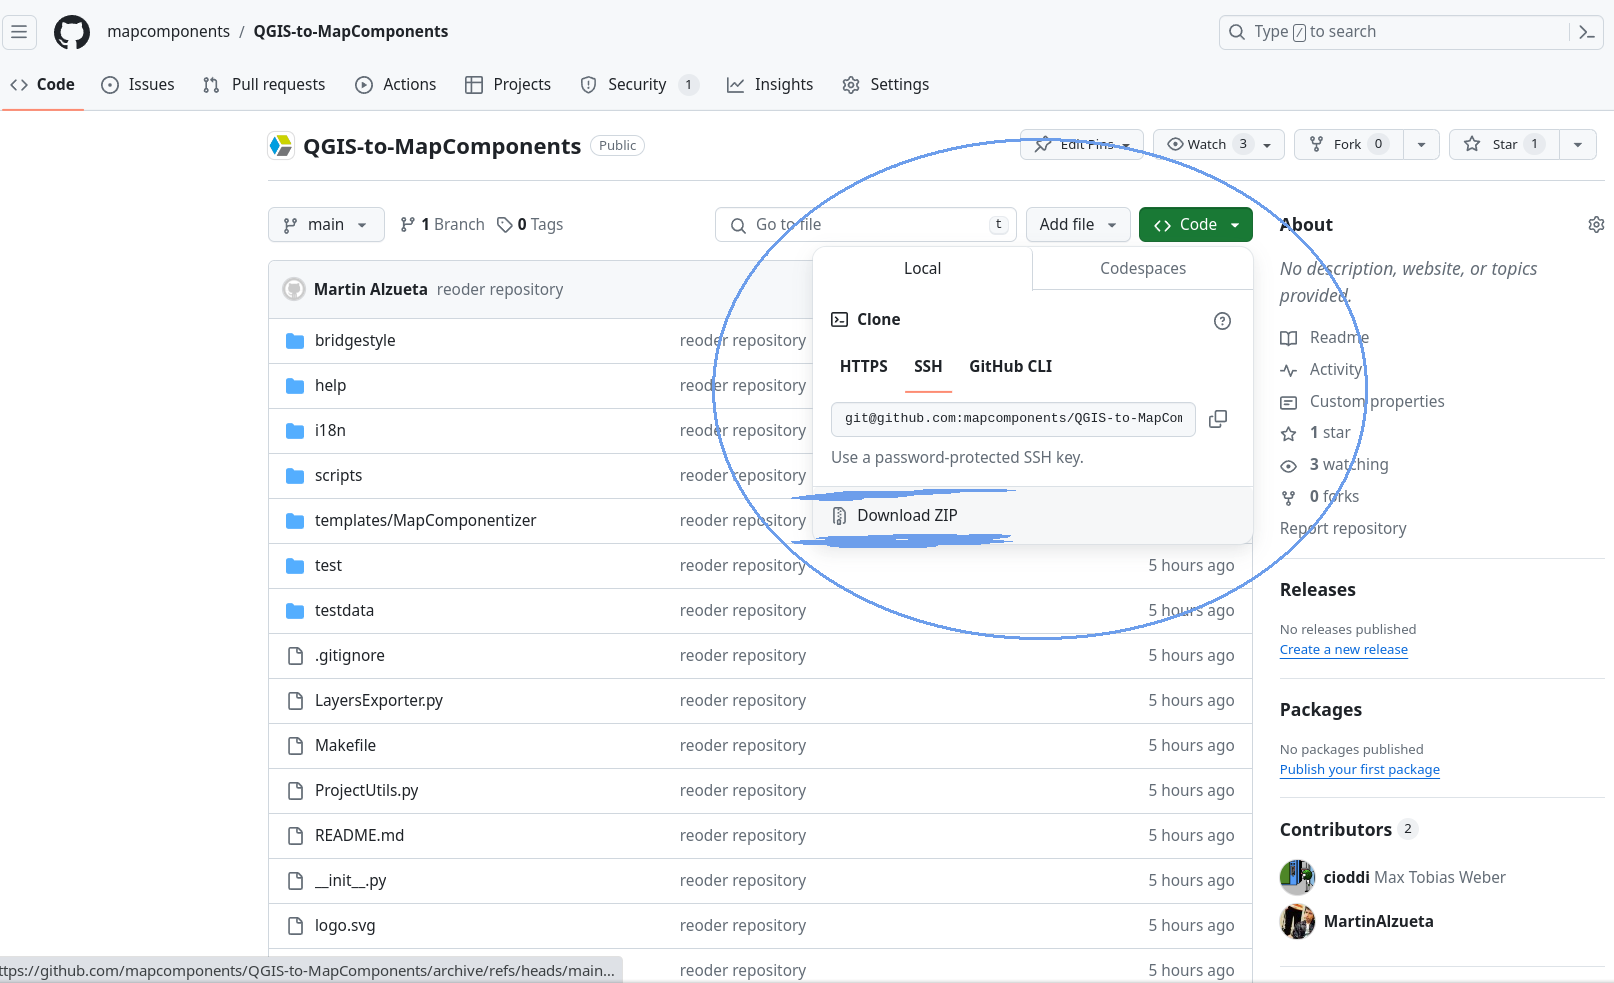 mapcomponents / QGIS-to-MapComponents
Type / to search
Code Issues Pull requests Actions Projects Security 1 Insights Settings
QGIS-to-MapComponents Public
Edit Pins Watch 3 Fork 0 Star 1
main 1 Branch 0 Tags Go to file t Add file Code
Martin Alzueta reoder repository
bridgestyle reoder repository
help reoder repository
i18n reoder repository
scripts reoder repository
templates/MapComponentizer reoder repository
test reoder repository 5 hours ago
testdata reoder repository 5 hours ago
.gitignore reoder repository 5 hours ago
LayersExporter.py reoder repository 5 hours ago
Makefile reoder repository 5 hours ago
ProjectUtils.py reoder repository 5 hours ago
README.md reoder repository 5 hours ago
__init__.py reoder repository 5 hours ago
logo.svg reoder repository 5 hours ago
reoder repository 5 hours ago
Local Codespaces
Clone
HTTPS SSH GitHub CLI
git@github.com:mapcomponents/QGIS-to-MapCom
Use a password-protected SSH key.
Download ZIP
About
No description, website, or topics
provided.
Readme
Activity
Custom properties
1 star
3 watching
0 forks
Report repository
Releases
No releases published
Create a new release
Packages
No packages published
Publish your first package
Contributors 2
cioddi Max Tobias Weber
MartinAlzueta
ttps://github.com/mapcomponents/QGIS-to-MapComponents/archive/refs/heads/main...